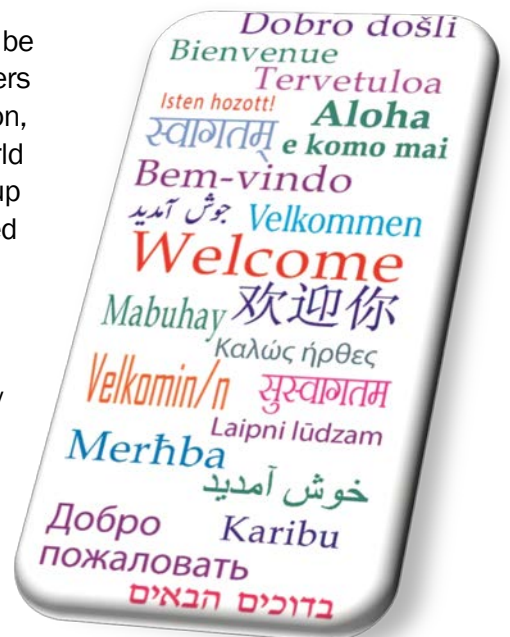 be
ers
on,
rld
up
ed
y
Dobro došli
Bienvenue
Tervetuloa
Isten hozott!
Aloha
स्वागतम्
e komo mai
Bem-vindo
جوش آمدید
Velkommen
Welcome
Mabuhay
欢迎你
Καλώς ήρθες
Velkomin/n
सुस्वागतम
Laipni lūdzam
Merħba
خوش آمدید
Добро
пожаловать
Karibu
בדוכים הבאים